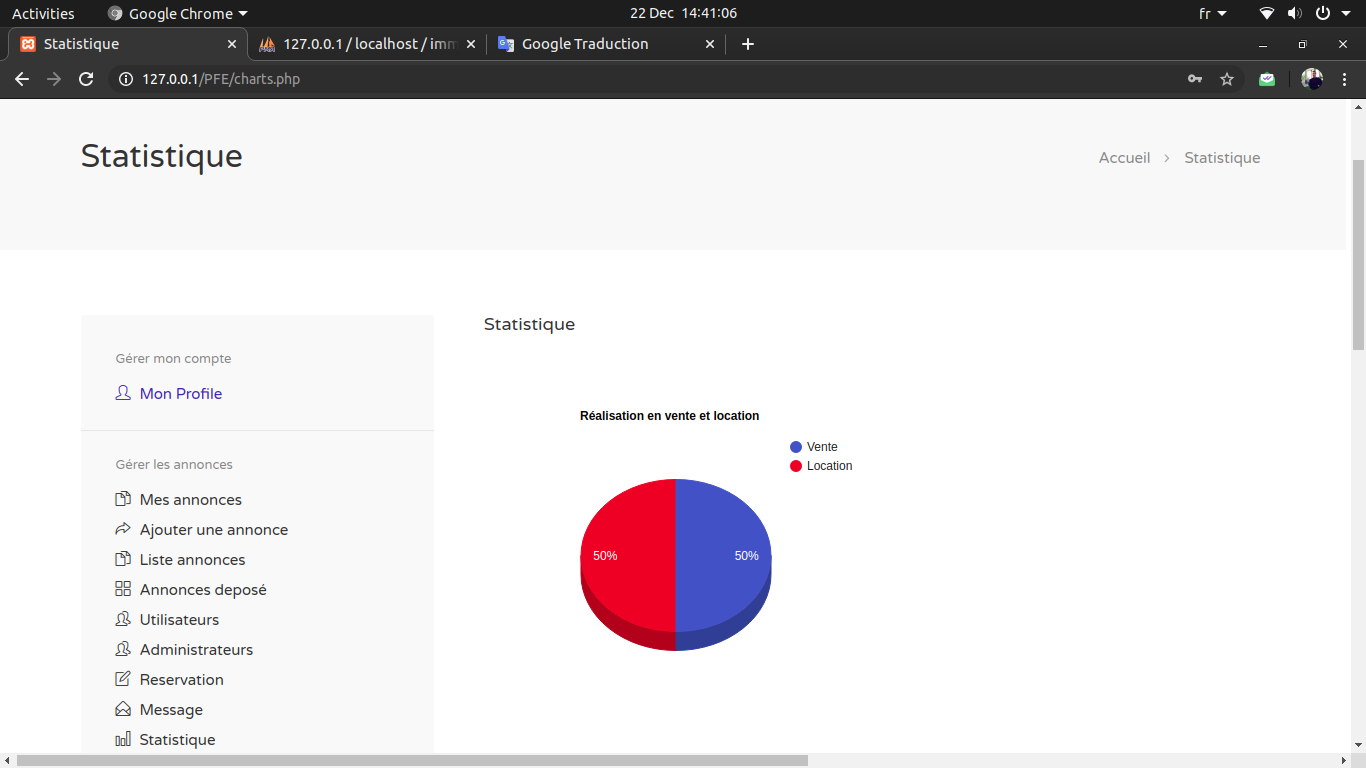 Activities Google Chrome 22 Dec 14:41:06 fr
Statistique 127.0.0.1 / localhost / imm Google Traduction
127.0.0.1/PFE/charts.php
Statistique
Accueil > Statistique
Gérer mon compte
Mon Profile
Gérer les annonces
Mes annonces
Ajouter une annonce
Liste annonces
Annonces deposé
Utilisateurs
Administrateurs
Reservation
Message
Statistique
Statistique
Réalisation en vente et location
Vente
Location
50% 50%